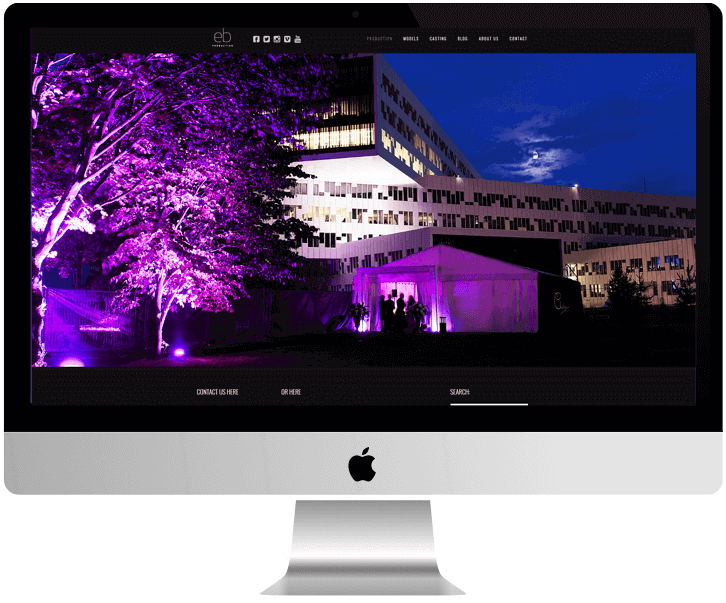 eb
PRODUCTION
PRODUCTION MODELS CASTING BLOG ABOUT US CONTACT
CONTACT US HERE OR HERE SEARCH: